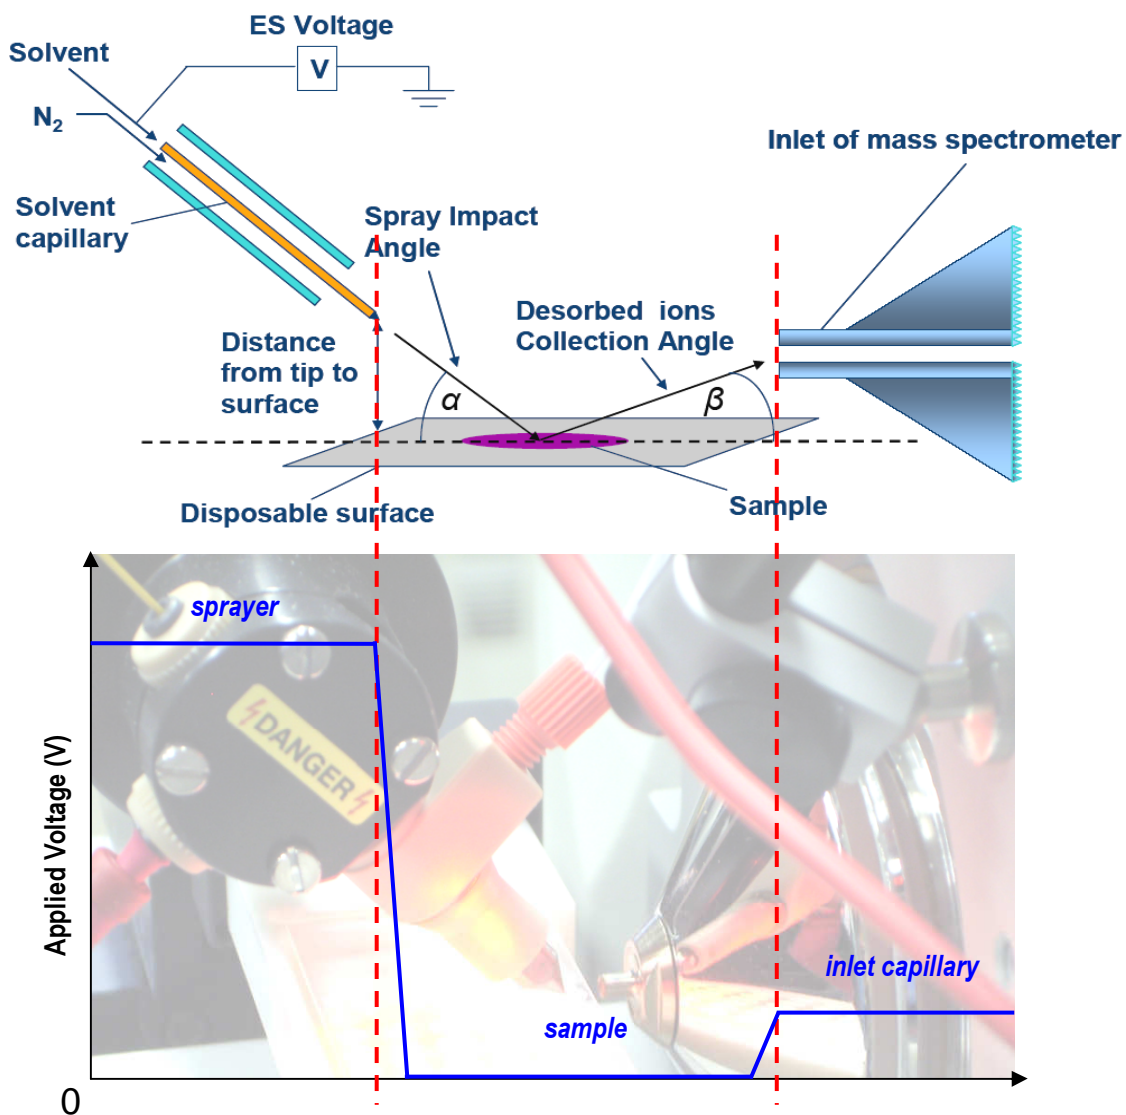 ES Voltage
Solvent
V
N2
Inlet of mass spectrometer
Solvent
capillary
Spray Impact
Angle
Desorbed ions
Collection Angle
Distance
from tip to
surface
α
β
Sample
Disposable surface
sprayer
DANGER
Applied Voltage (V)
inlet capillary
sample
0